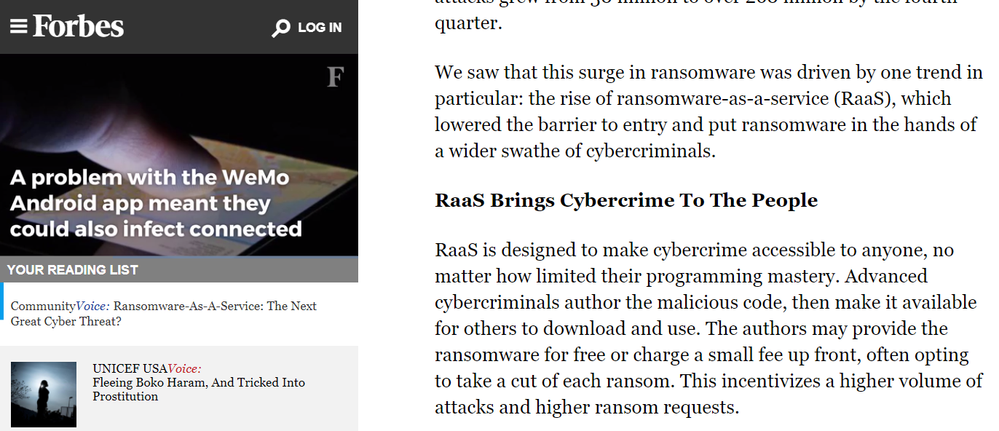 Forbes
LOG IN
F
A problem with the WeMo
Android app meant they
could also infect connected
YOUR READING LIST
CommunityVoice: Ransomware-As-A-Service: The Next
Great Cyber Threat?
UNICEF USAVoice:
Fleeing Boko Haram, And Tricked Into
Prostitution
attacks grew from 30 million to over 200 million by the fourth
quarter.
We saw that this surge in ransomware was driven by one trend in
particular: the rise of ransomware-as-a-service (RaaS), which
lowered the barrier to entry and put ransomware in the hands of
a wider swathe of cybercriminals.
RaaS Brings Cybercrime To The People
RaaS is designed to make cybercrime accessible to anyone, no
matter how limited their programming mastery. Advanced
cybercriminals author the malicious code, then make it available
for others to download and use. The authors may provide the
ransomware for free or charge a small fee up front, often opting
to take a cut of each ransom. This incentivizes a higher volume of
attacks and higher ransom requests.